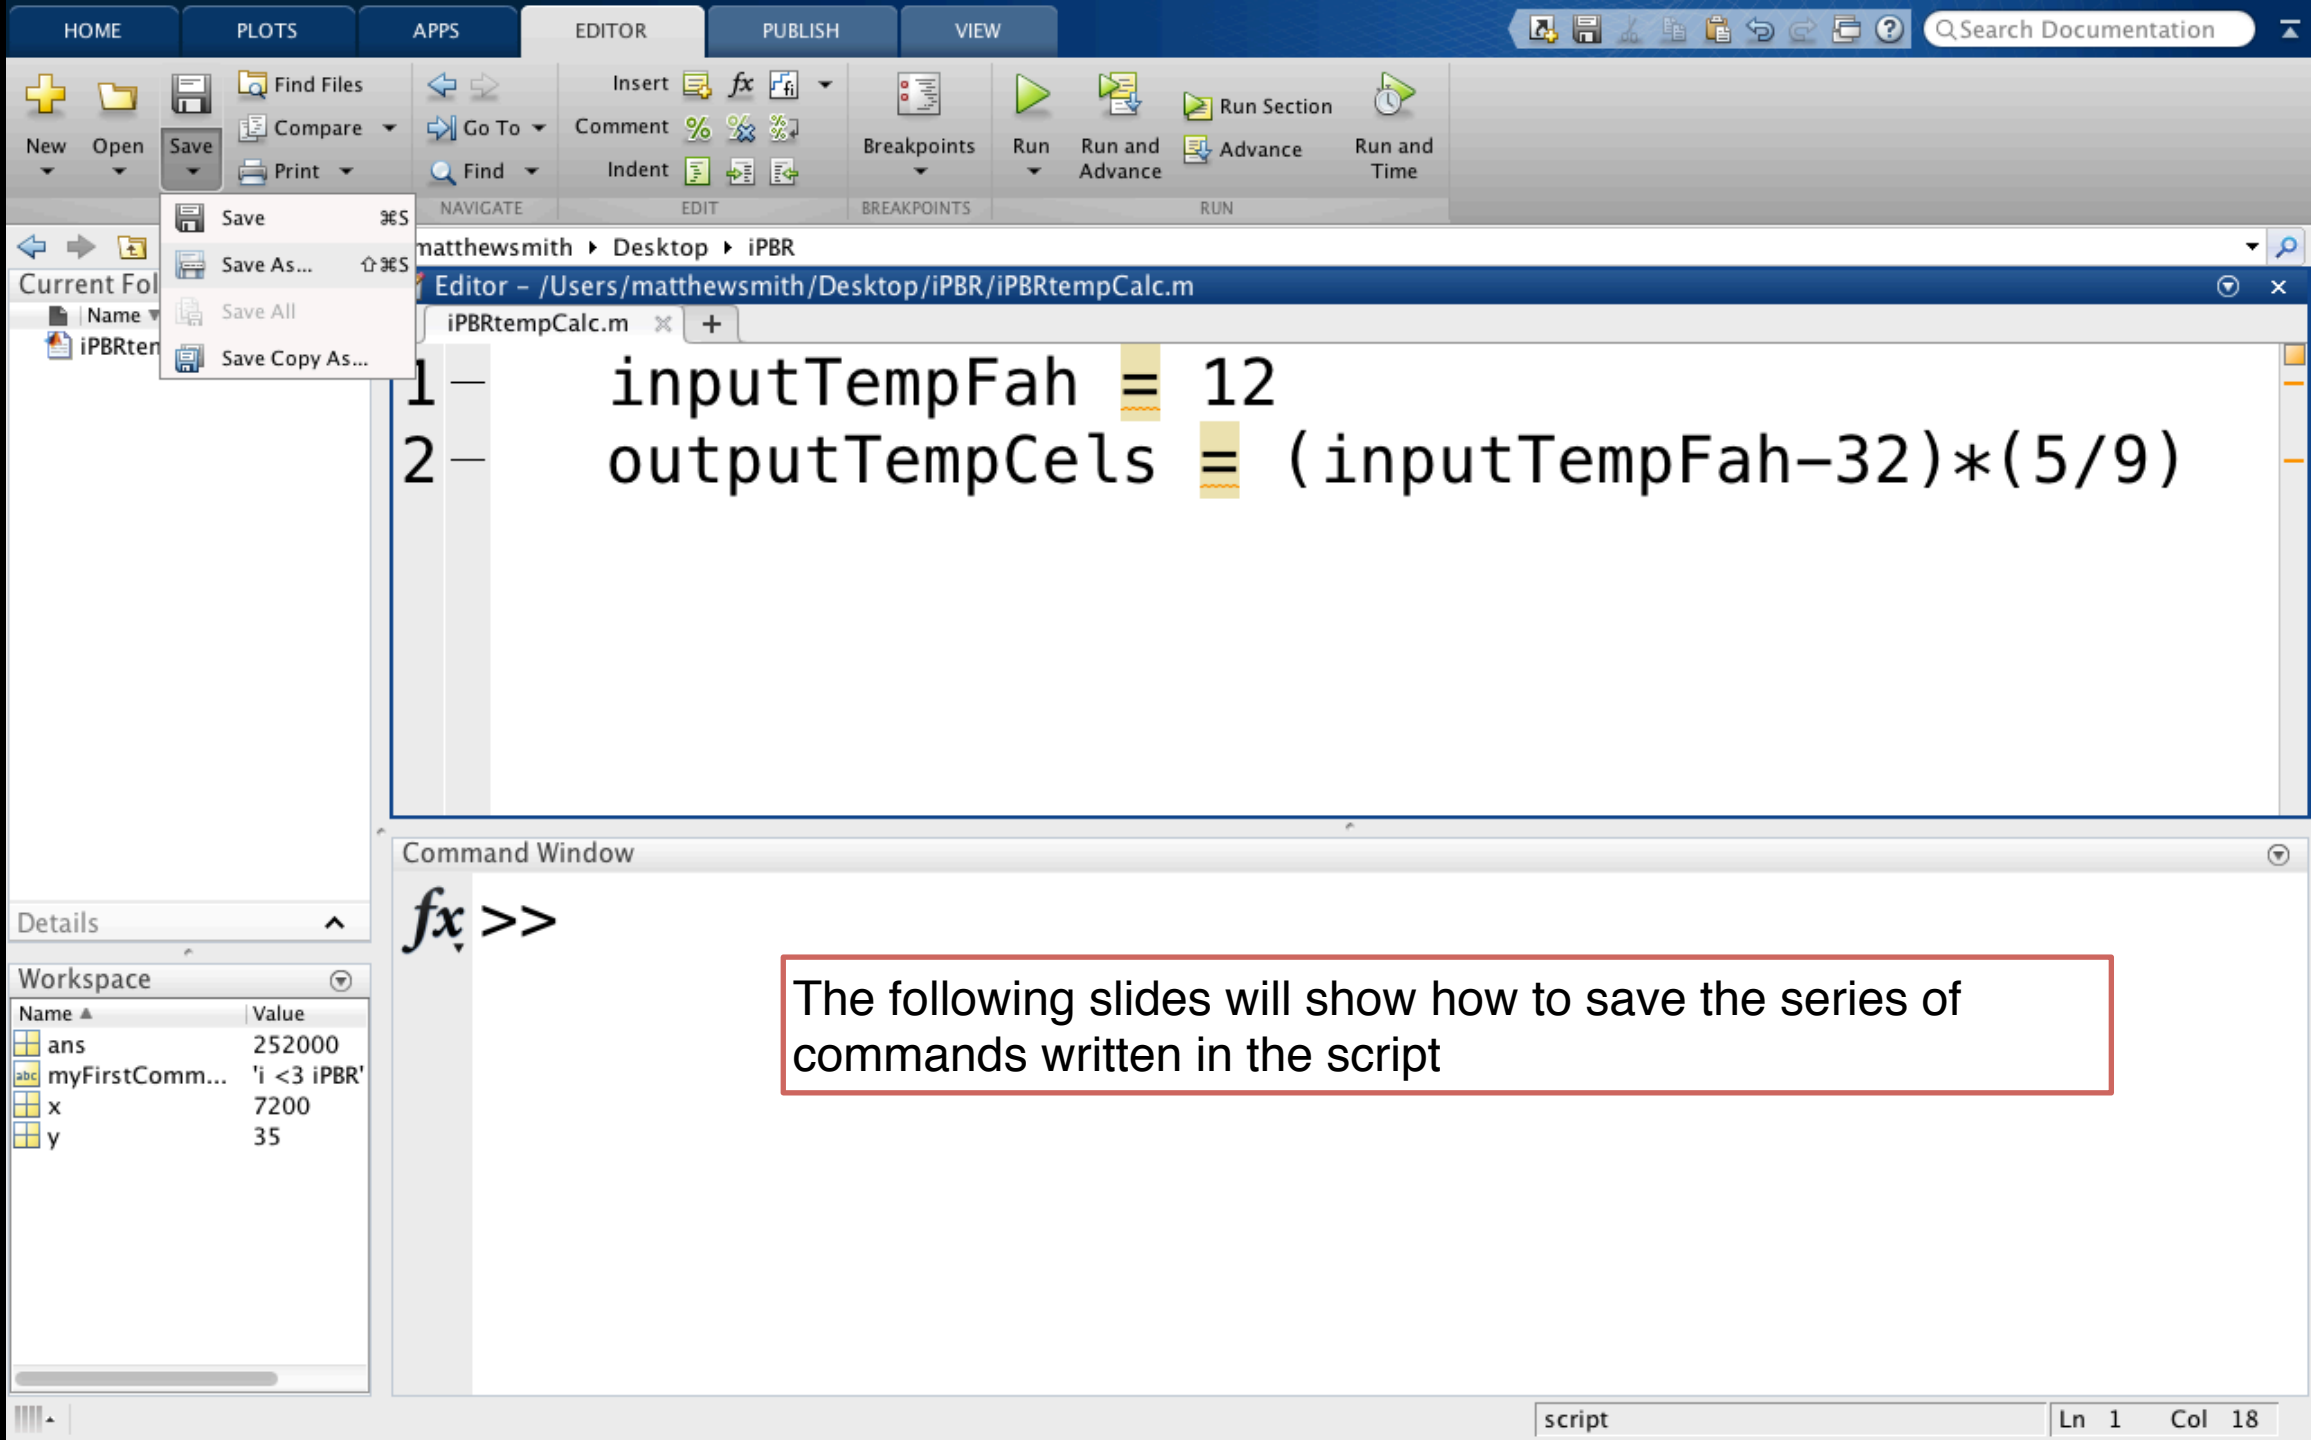 HOME PLOTS APPS EDITOR PUBLISH VIEW
Search Documentation
New Open Save
Find Files
Compare
Print
Go To
Find
NAVIGATE
Insert fx fi
Comment % % %
Indent
EDIT
Breakpoints
BREAKPOINTS
Run
Run and Advance
Run Section
Advance
Run and Time
RUN
Save ⌘S
Save As... ⇧⌘S
Save All
Save Copy As...
matthewsmith ▸ Desktop ▸ iPBR
Current Fol
Name
iPBRten
Editor – /Users/matthewsmith/Desktop/iPBR/iPBRtempCalc.m
iPBRtempCalc.m × +
1 – inputTempFah = 12
2 – outputTempCels = (inputTempFah-32)*(5/9)
Command Window
fx >>
The following slides will show how to save the series of
commands written in the script
Details
Workspace
Name Value
ans 252000
abc myFirstComm... 'i <3 iPBR'
x 7200
y 35
script Ln 1 Col 18